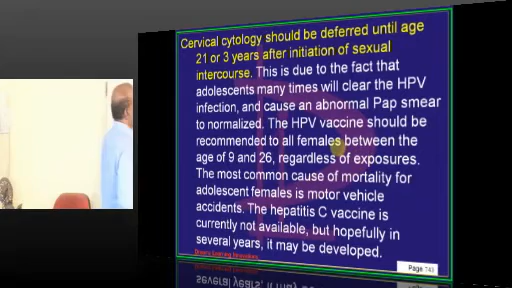 Cervical cytology should be deferred until age
21 or 3 years after initiation of sexual
intercourse. This is due to the fact that
adolescents many times will clear the HPV
infection, and cause an abnormal Pap smear
to normalized. The HPV vaccine should be
recommended to all females between the
age of 9 and 26, regardless of exposures.
The most common cause of mortality for
adolescent females is motor vehicle
accidents. The hepatitis C vaccine is
currently not available, but hopefully in
several years, it may be developed.